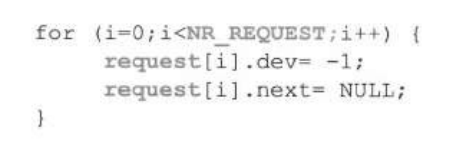 for (i=0;i<NR_REQUEST;i++) {
request[i].dev= -1;
request[i].next= NULL;
}